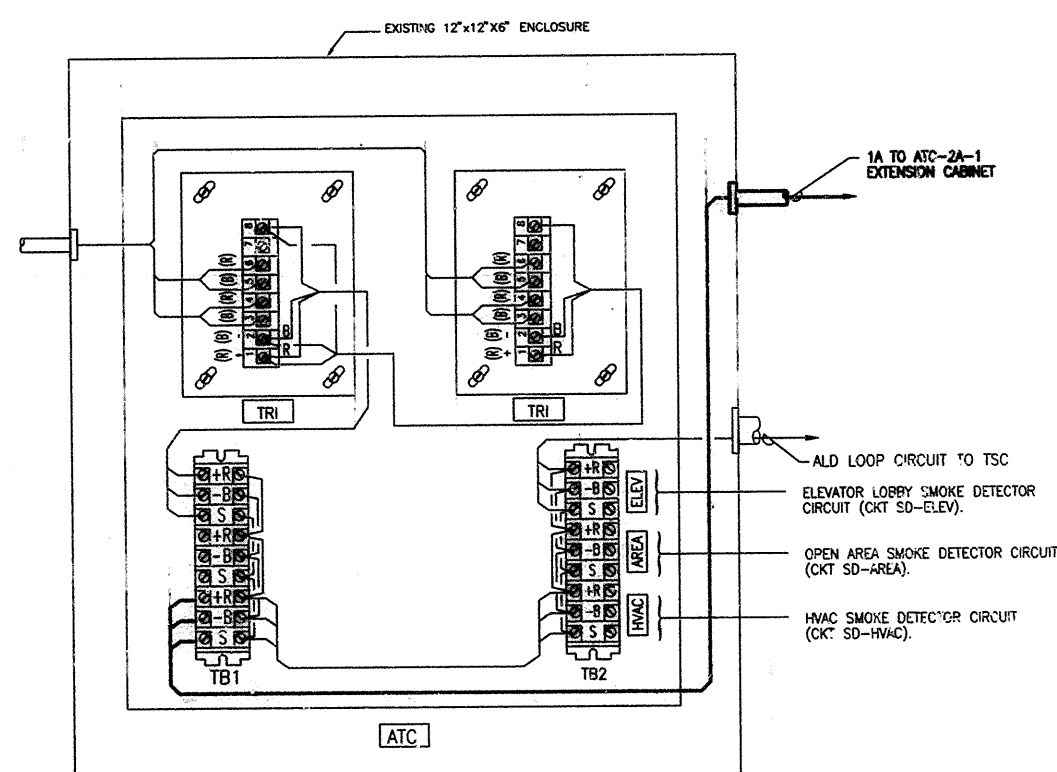 EXISTING 12"x12"X6" ENCLOSURE
1A TO ATC-2A-1
EXTENSION CABINET
8
7
(R) 6
(B) 5
(R) 4
(B) 3
(B) - 2 B
(R) + 1 R
TRI
8
7
(R) 6
(B) 5
(R) 4
(B) 3
(B) - 2 B
(R) + 1 R
TRI
ALD LOOP CIRCUIT TO TSC
+R
-B
S
+R
-B
S
+R
-B
S
TB1
+R
-B
S
+R
-B
S
+R
-B
S
TB2
ELEV
AREA
HVAC
ELEVATOR LOBBY SMOKE DETECTOR
CIRCUIT (CKT SD-ELEV).
OPEN AREA SMOKE DETECTOR CIRCUIT
(CKT SD-AREA).
HVAC SMOKE DETECTOR CIRCUIT
(CKT SD-HVAC).
ATC